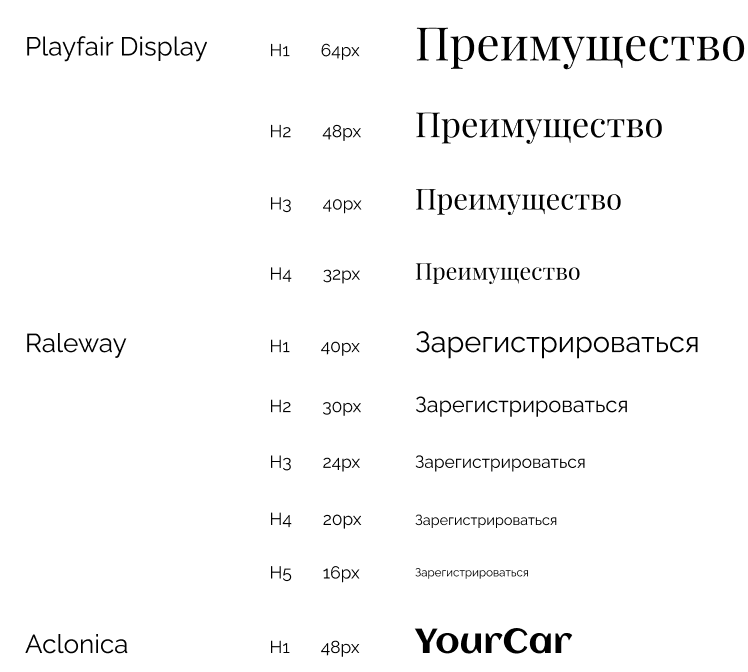 Playfair Display H1 64px Преимущество
H2 48px Преимущество
H3 40px Преимущество
H4 32px Преимущество
Raleway H1 40px Зарегистрироваться
H2 30px Зарегистрироваться
H3 24px Зарегистрироваться
H4 20px Зарегистрироваться
H5 16px Зарегистрироваться
Aclonica H1 48px YourCar